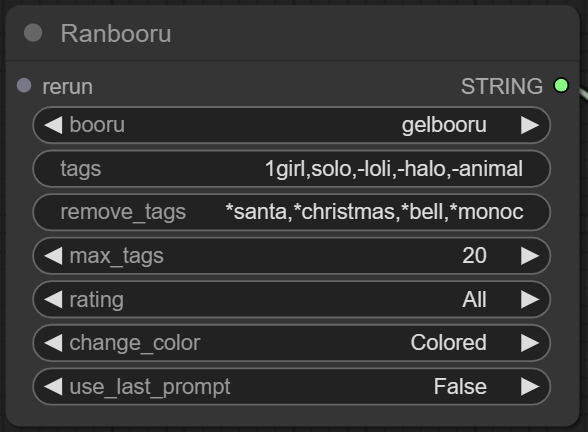 Ranbooru
rerun STRING
booru gelbooru
tags 1girl,solo,-loli,-halo,-animal
remove_tags *santa,*christmas,*bell,*monoc
max_tags 20
rating All
change_color Colored
use_last_prompt False